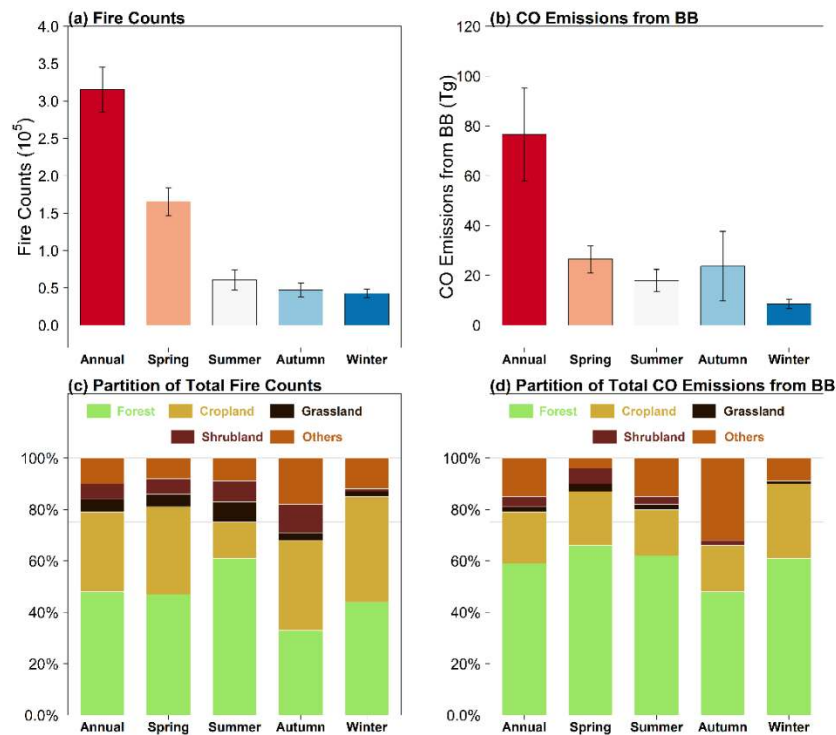 (a) Fire Counts
Fire Counts (10⁵)
4.0
3.5
3.0
2.5
2.0
1.5
1.0
0.5
0.0
Annual Spring Summer Autumn Winter
(b) CO Emissions from BB
CO Emissions from BB (Tg)
120
100
80
60
40
20
0
Annual Spring Summer Autumn Winter
(c) Partition of Total Fire Counts
Forest Cropland Grassland
Shrubland Others
100%
80%
60%
40%
20%
0.0%
Annual Spring Summer Autumn Winter
(d) Partition of Total CO Emissions from BB
Forest Cropland Grassland
Shrubland Others
100%
80%
60%
40%
20%
0.0%
Annual Spring Summer Autumn Winter